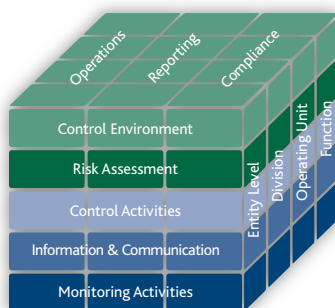 Operations
Reporting
Compliance
Control Environment
Risk Assessment
Control Activities
Information & Communication
Monitoring Activities
Entity Level
Division
Operating Unit
Function